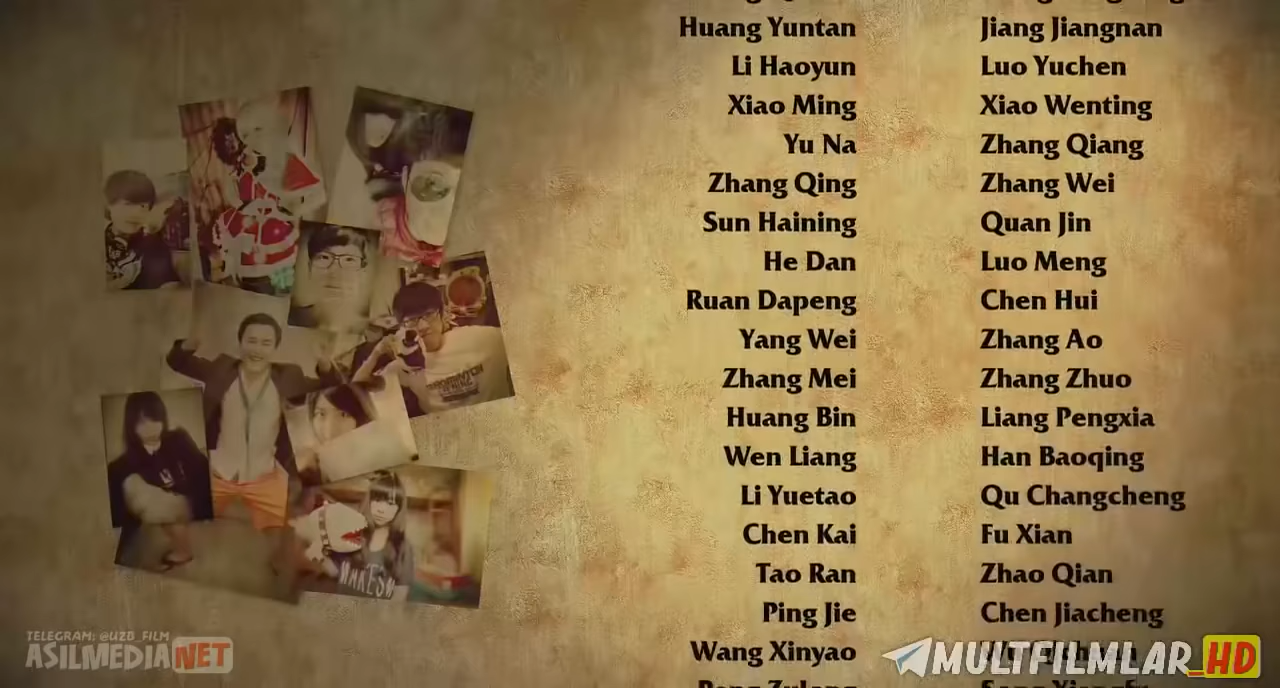 Huang Yuntan Jiang Jiangnan
Li Haoyun Luo Yuchen
Xiao Ming Xiao Wenting
Yu Na Zhang Qiang
Zhang Qing Zhang Wei
Sun Haining Quan Jin
He Dan Luo Meng
Ruan Dapeng Chen Hui
Yang Wei Zhang Ao
Zhang Mei Zhang Zhuo
Huang Bin Liang Pengxia
Wen Liang Han Baoqing
Li Yuetao Qu Changcheng
Chen Kai Fu Xian
Tao Ran Zhao Qian
Ping Jie Chen Jiacheng
Wang Xinyao
TELEGRAM: @UZB_FILM
ASILMEDIA NET
MULTFILMLAR_HD